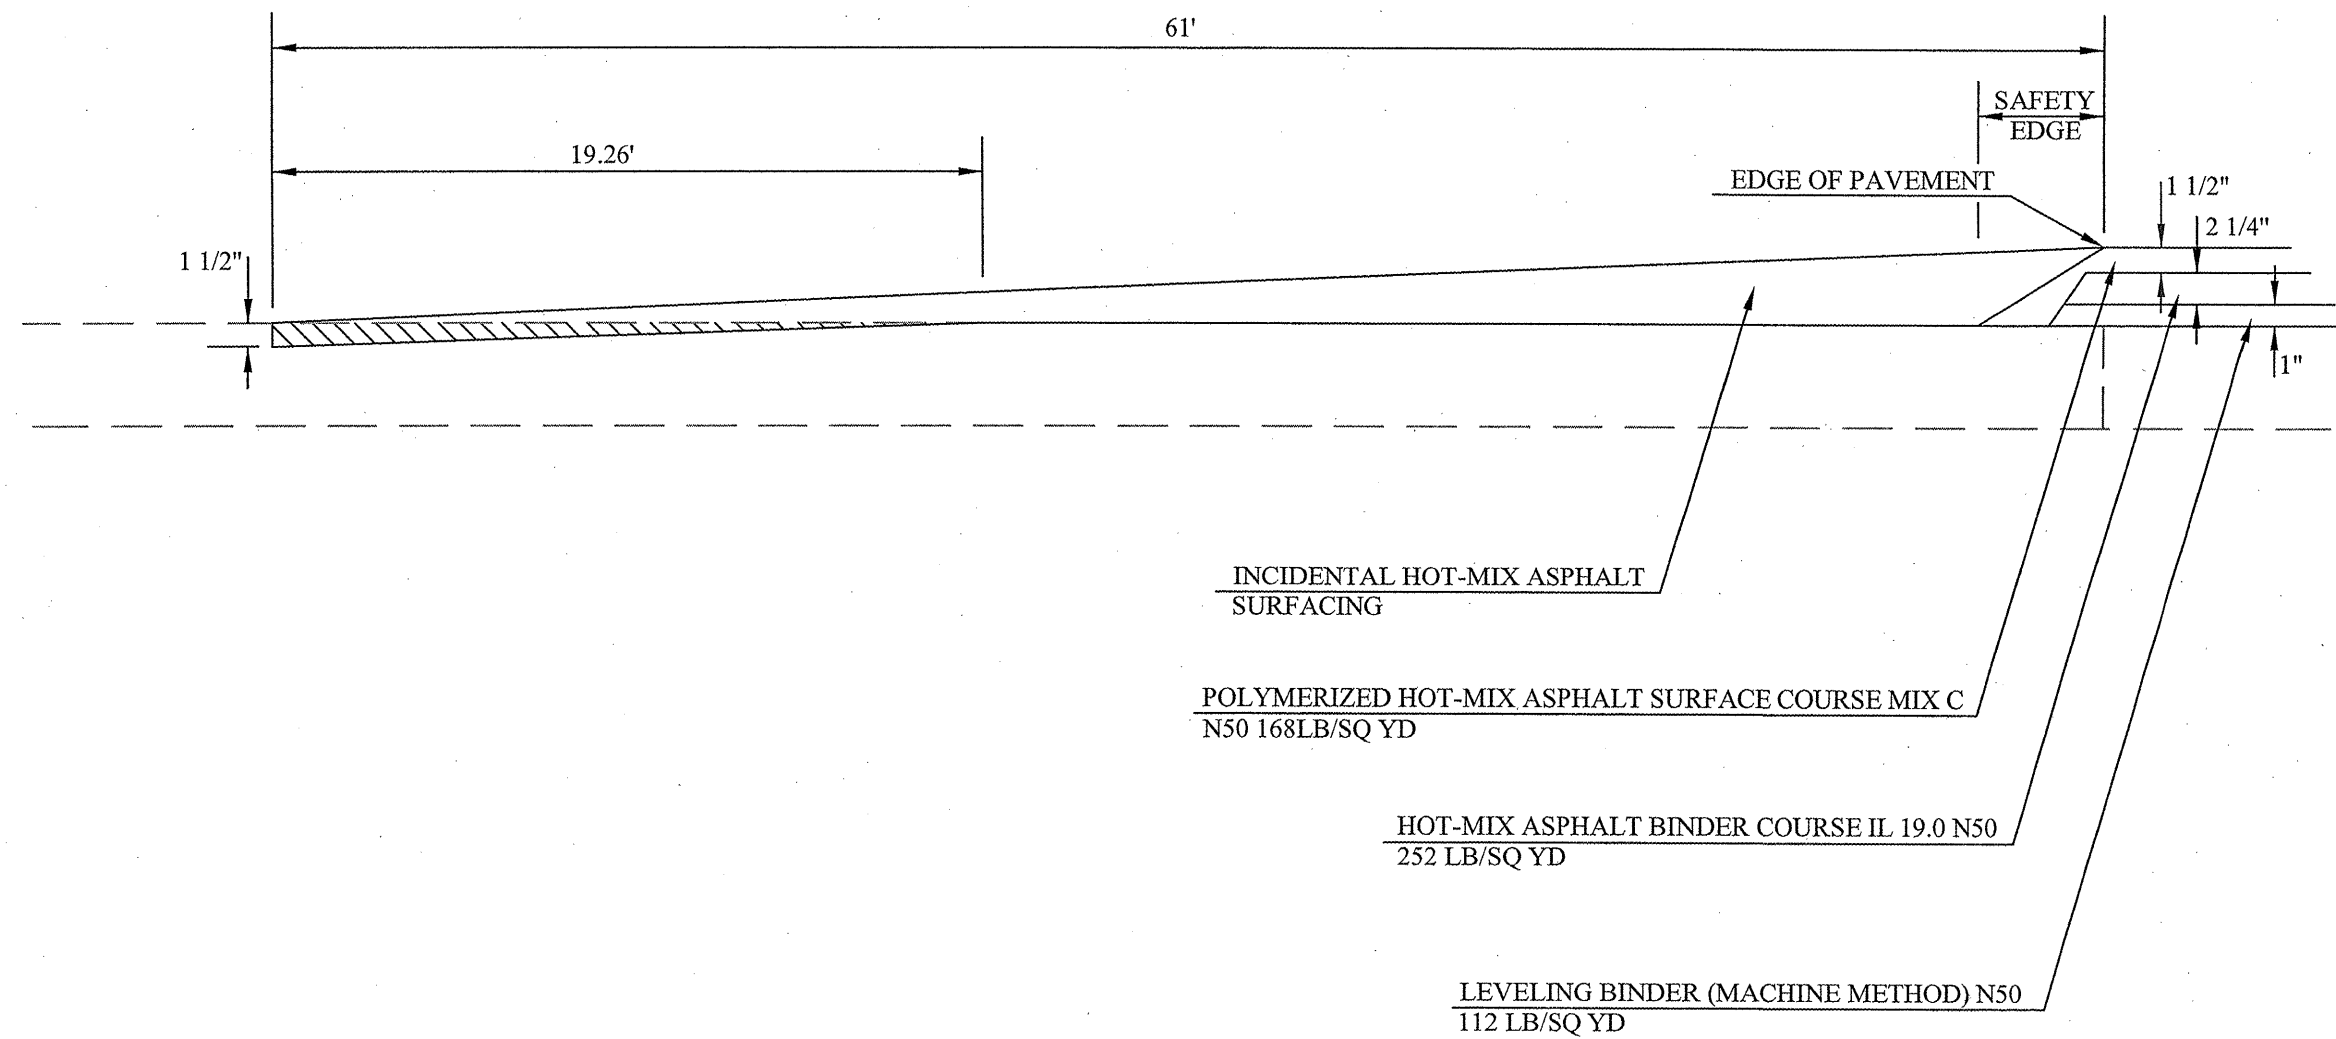 61'
SAFETY
EDGE
19.26'
EDGE OF PAVEMENT
1 1/2"
2 1/4"
1 1/2"
1"
INCIDENTAL HOT-MIX ASPHALT
SURFACING
POLYMERIZED HOT-MIX ASPHALT SURFACE COURSE MIX C
N50 168LB/SQ YD
HOT-MIX ASPHALT BINDER COURSE IL 19.0 N50
252 LB/SQ YD
LEVELING BINDER (MACHINE METHOD) N50
112 LB/SQ YD